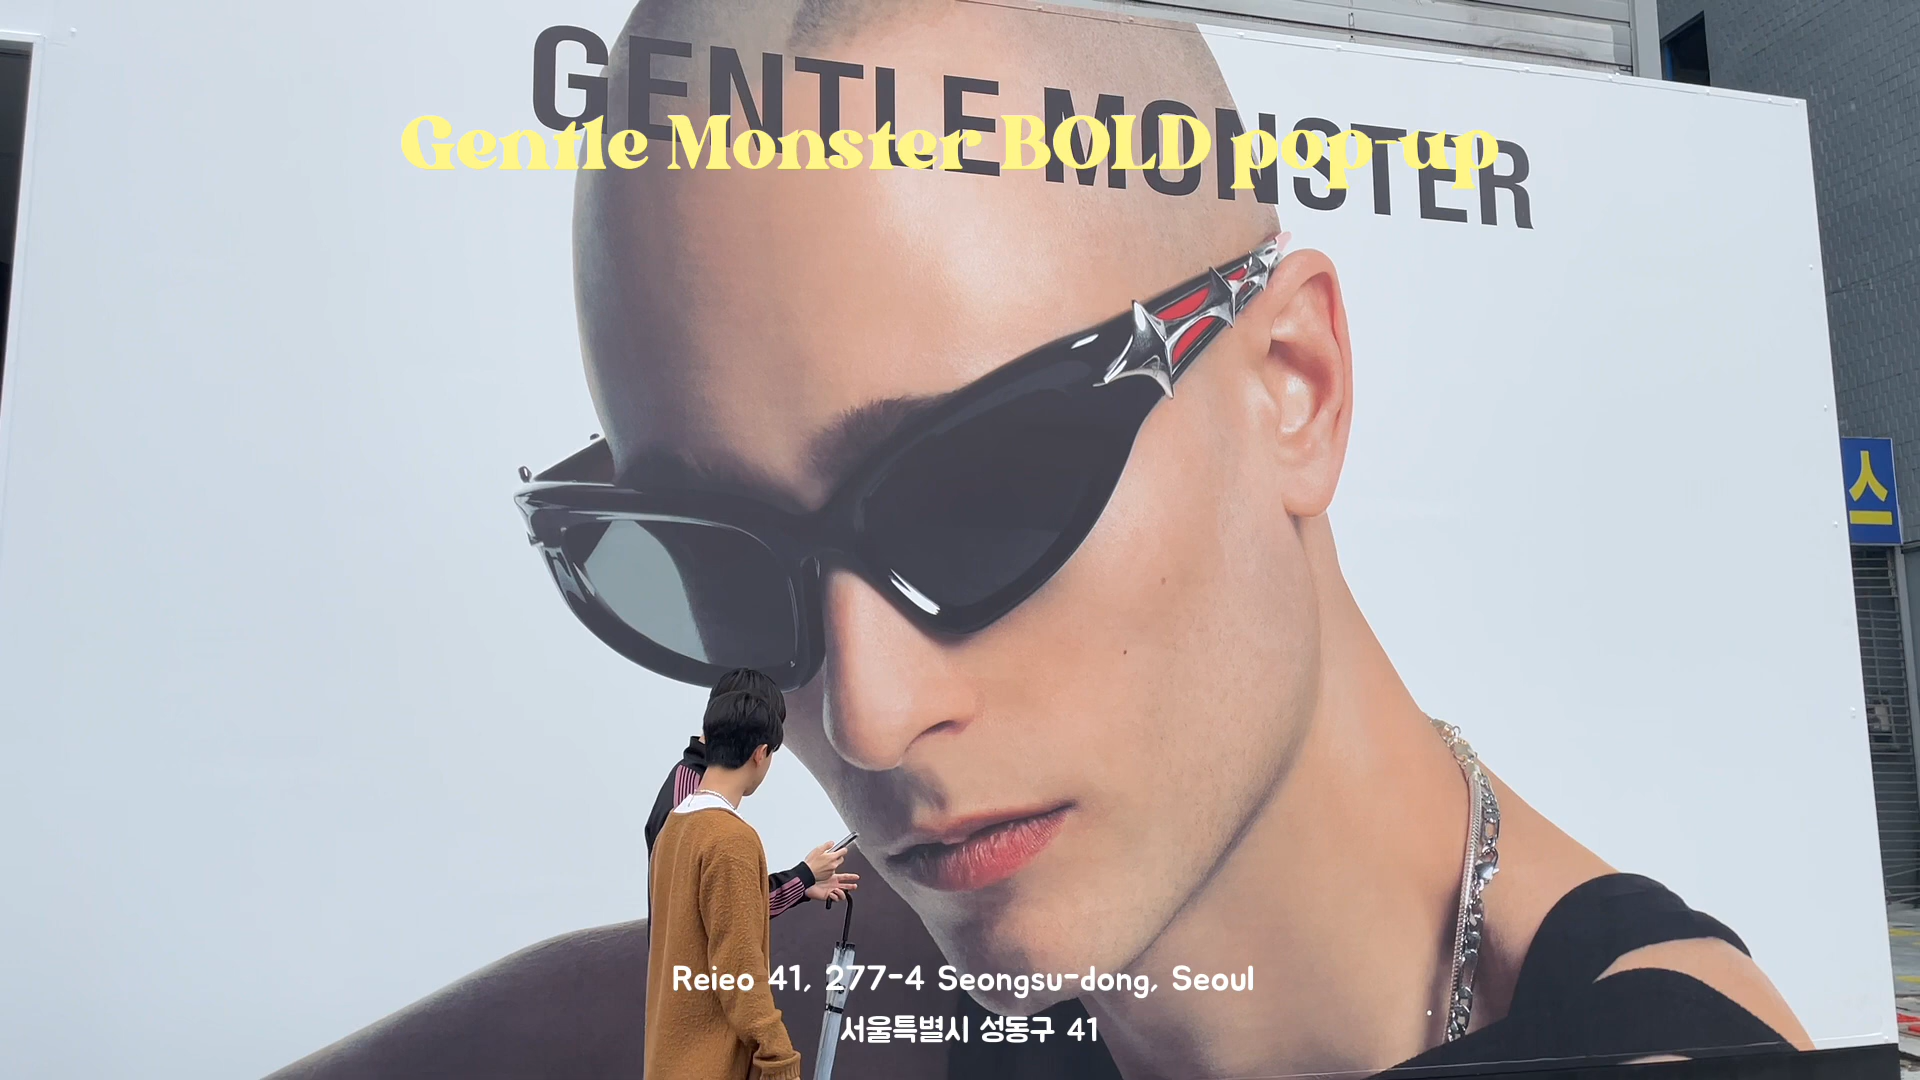 GENTLE MONSTER
Gentle Monster BOLD pop-up
스
Reieo 41, 277-4 Seongsu-dong, Seoul
서울특별시 성동구 41